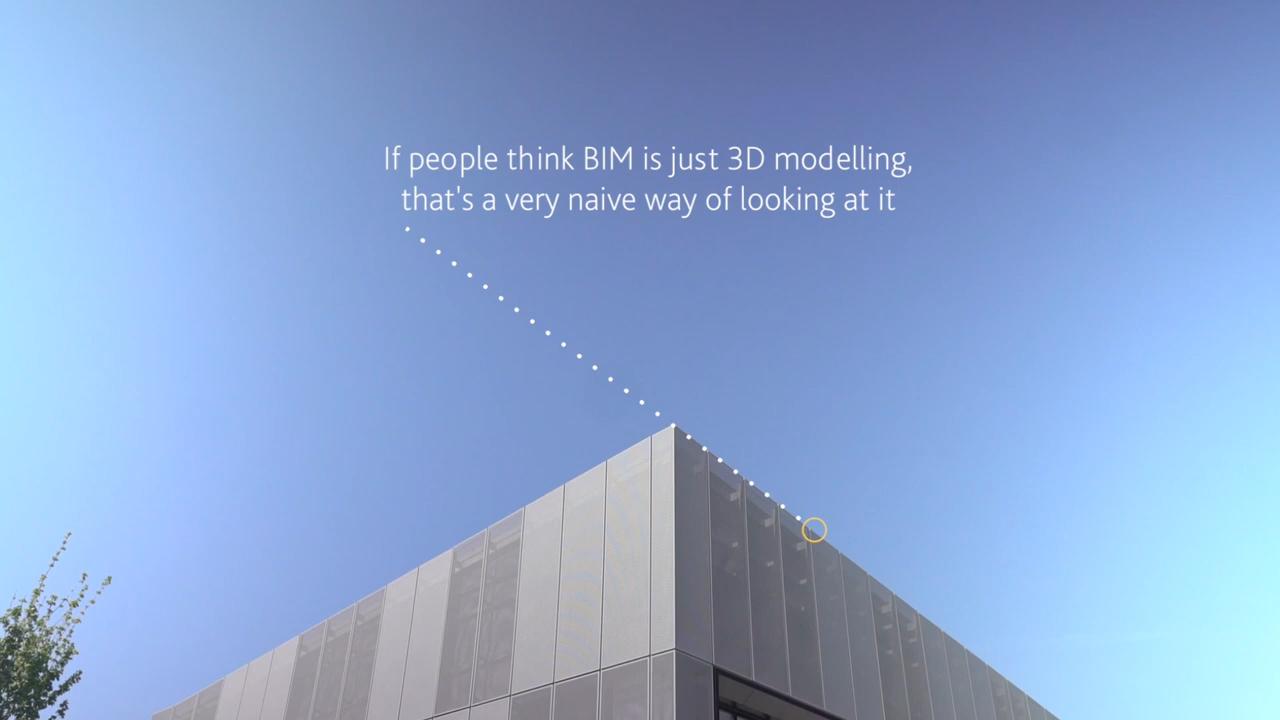 If people think BIM is just 3D modelling,
that's a very naive way of looking at it